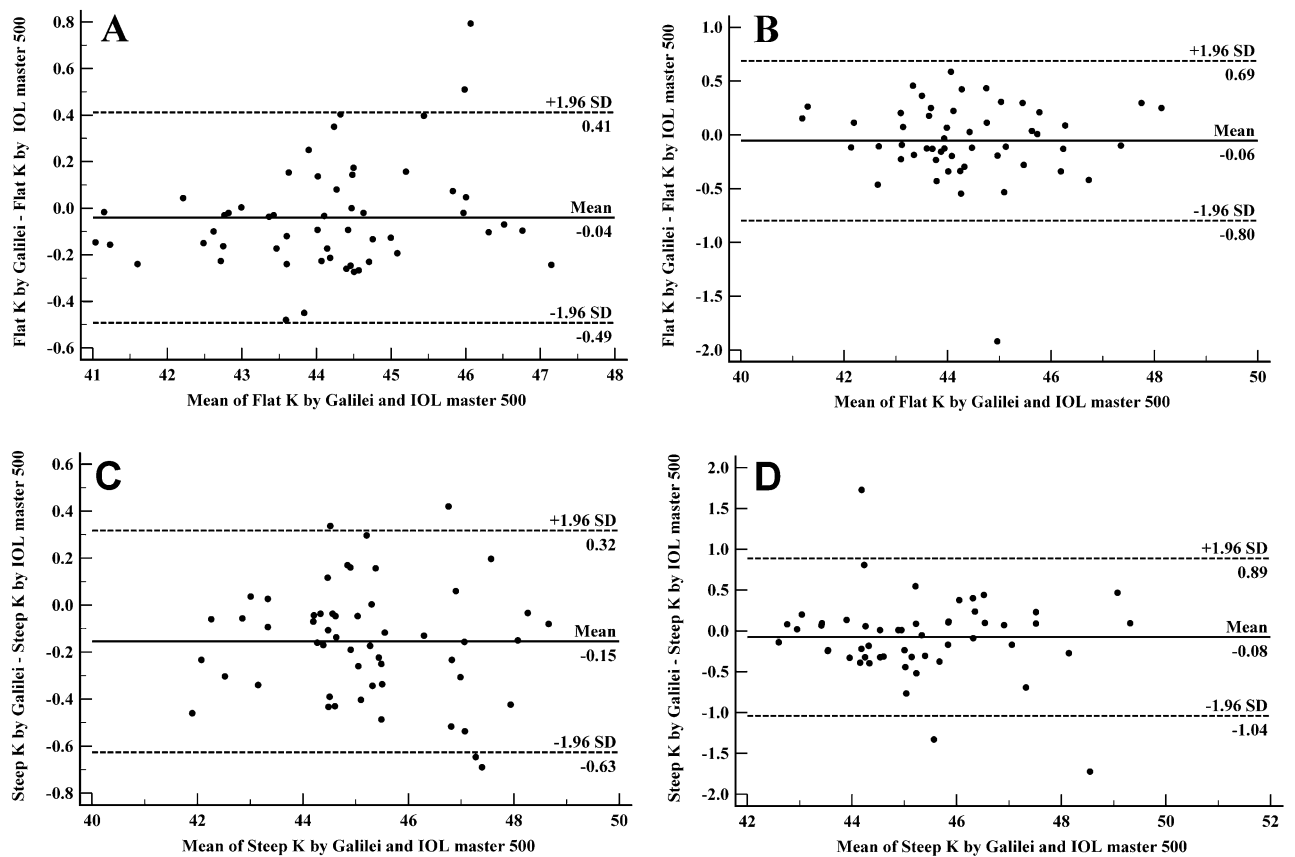 A
Flat K by Galilei - Flat K by IOL master 500
0.8
0.6
0.4
0.2
0.0
-0.2
-0.4
-0.6
+1.96 SD
0.41
Mean
-0.04
-1.96 SD
-0.49
41 42 43 44 45 46 47 48
Mean of Flat K by Galilei and IOL master 500
B
Flat K by Galilei - Flat K by IOL master 500
1.0
0.5
0.0
-0.5
-1.0
-1.5
-2.0
+1.96 SD
0.69
Mean
-0.06
-1.96 SD
-0.80
40 42 44 46 48 50
Mean of Flat K by Galilei and IOL master 500
C
Steep K by Galilei - Steep K by IOL master 500
0.6
0.4
0.2
0.0
-0.2
-0.4
-0.6
-0.8
+1.96 SD
0.32
Mean
-0.15
-1.96 SD
-0.63
40 42 44 46 48 50
Mean of Steep K by Galilei and IOL master 500
D
Steep K by Galilei - Steep K by IOL master 500
2.0
1.5
1.0
0.5
0.0
-0.5
-1.0
-1.5
-2.0
+1.96 SD
0.89
Mean
-0.08
-1.96 SD
-1.04
42 44 46 48 50 52
Mean of Steep K by Galilei and IOL master 500